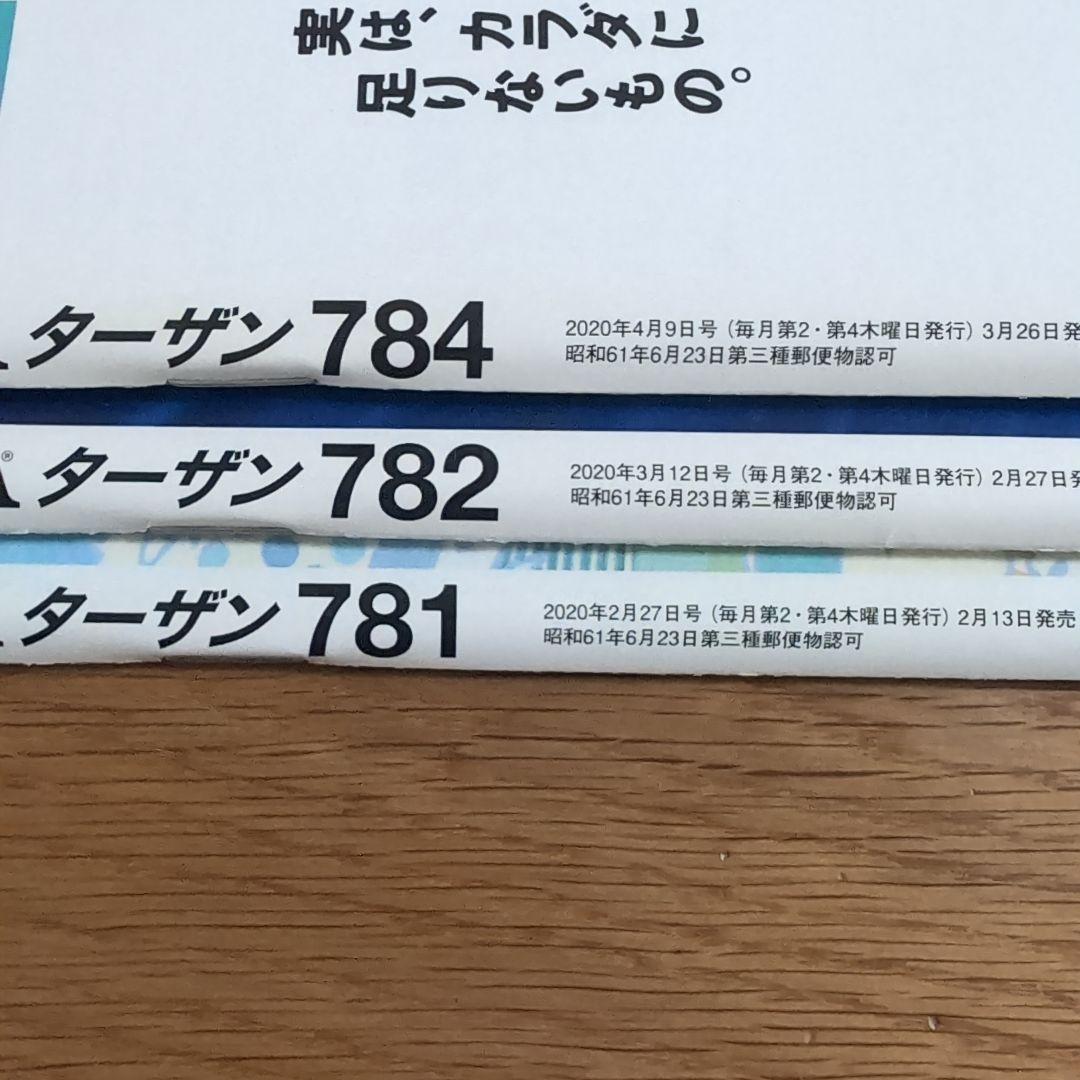 実は、カラダに
足りないもの。
ターザン 784 2020年4月9日号（毎月第2・第4木曜日発行）3月26日発
昭和61年6月23日第三種郵便物認可
A® ターザン 782 2020年3月12日号（毎月第2・第4木曜日発行）2月27日発
昭和61年6月23日第三種郵便物認可
ターザン 781 2020年2月27日号（毎月第2・第4木曜日発行）2月13日発売
昭和61年6月23日第三種郵便物認可